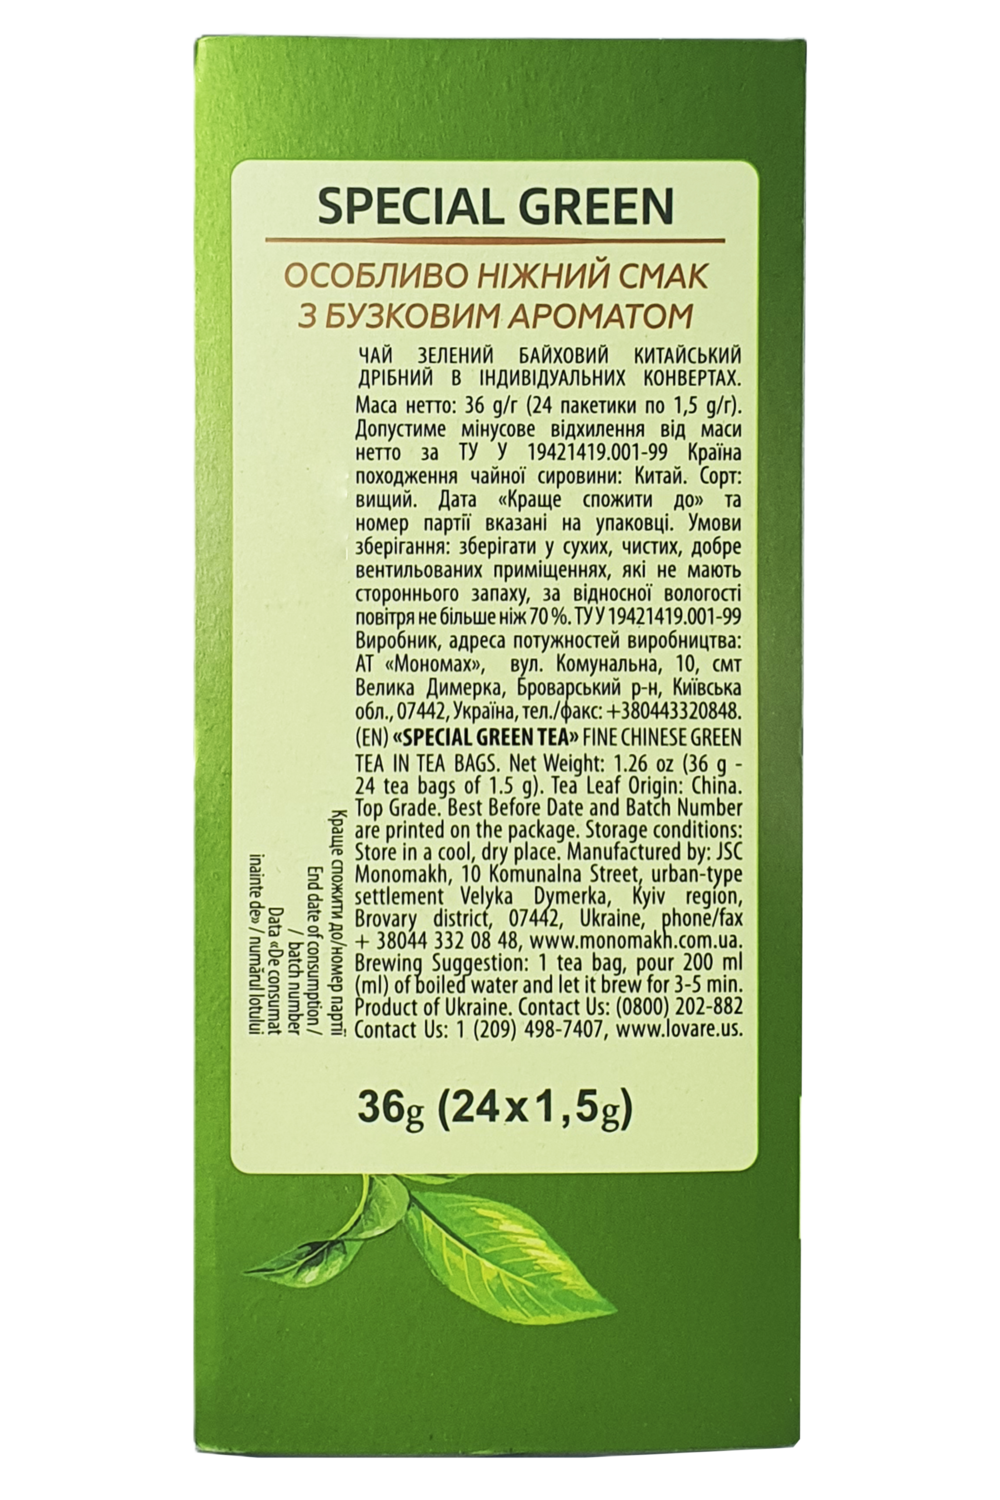 SPECIAL GREEN
ОСОБЛИВО НІЖНИЙ СМАК
З БУЗКОВИМ АРОМАТОМ
ЧАЙ ЗЕЛЕНИЙ БАЙХОВИЙ КИТАЙСЬКИЙ
ДРІБНИЙ В ІНДИВІДУАЛЬНИХ КОНВЕРТАХ.
Маса нетто: 36 g/г (24 пакетики по 1,5 g/г).
Допустиме мінусове відхилення від маси
нетто за ТУ У 19421419.001-99 Країна
походження чайної сировини: Китай. Сорт:
вищий. Дата «Краще спожити до» та
номер партії вказані на упаковці. Умови
зберігання: зберігати у сухих, чистих, добре
вентильованих приміщеннях, які не мають
стороннього запаху, за відносної вологості
повітря не більше ніж 70 %. ТУ У 19421419.001-99
Виробник, адреса потужностей виробництва:
АТ «Мономах», вул. Комунальна, 10, смт
Велика Димерка, Броварський р-н, Київська
обл., 07442, Україна, тел./факс: +380443320848.
(EN) «SPECIAL GREEN TEA» FINE CHINESE GREEN
TEA IN TEA BAGS. Net Weight: 1.26 oz (36 g -
24 tea bags of 1.5 g). Tea Leaf Origin: China.
Top Grade. Best Before Date and Batch Number
are printed on the package. Storage conditions:
Store in a cool, dry place. Manufactured by: JSC
Monomakh, 10 Komunalna Street, urban-type
settlement Velyka Dymerka, Kyiv region,
Brovary district, 07442, Ukraine, phone/fax
+ 38044 332 08 48, www.monomakh.com.ua.
Brewing Suggestion: 1 tea bag, pour 200 ml
(ml) of boiled water and let it brew for 3-5 min.
Product of Ukraine. Contact Us: (0800) 202-882
Contact Us: 1 (209) 498-7407, www.lovare.us.
Краще спожити до/номер партії
End date of consumption /
/ batch number
Data «De consumat
inainte de» / numărul lotului
36g (24x1,5g)